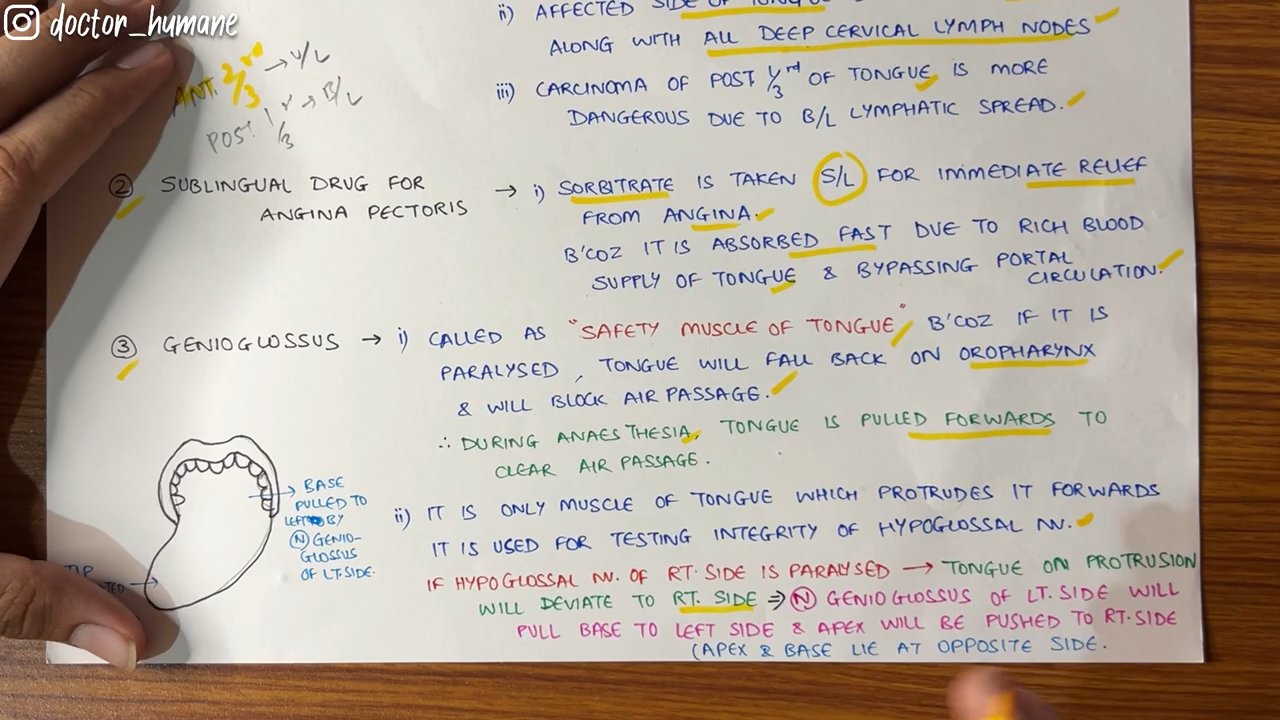 doctor_humane
ii) AFFECTED SIDE OF TONGUE
ALONG WITH ALL DEEP CERVICAL LYMPH NODES
iii) CARCINOMA OF POST. 1/3rd OF TONGUE IS MORE
DANGEROUS DUE TO B/L LYMPHATIC SPREAD.
ANT. 2/3rd → U/L
POST. 1/3 → B/L
② SUBLINGUAL DRUG FOR
ANGINA PECTORIS
→ i) SORBITRATE IS TAKEN S/L FOR IMMEDIATE RELIEF
FROM ANGINA.
B'COZ IT IS ABSORBED FAST DUE TO RICH BLOOD
SUPPLY OF TONGUE & BYPASSING PORTAL
CIRCULATION.
③ GENIOGLOSSUS → i) CALLED AS "SAFETY MUSCLE OF TONGUE" B'COZ IF IT IS
PARALYSED, TONGUE WILL FALL BACK ON OROPHARYNX
& WILL BLOCK AIR PASSAGE.
∴ DURING ANAESTHESIA, TONGUE IS PULLED FORWARDS TO
CLEAR AIR PASSAGE.
ii) IT IS ONLY MUSCLE OF TONGUE WHICH PROTRUDES IT FORWARDS
IT IS USED FOR TESTING INTEGRITY OF HYPOGLOSSAL NV.
IF HYPOGLOSSAL NV. OF RT. SIDE IS PARALYSED → TONGUE ON PROTRUSION
WILL DEVIATE TO RT. SIDE ⇒ Ⓝ GENIOGLOSSUS OF LT. SIDE WILL
PULL BASE TO LEFT SIDE & APEX WILL BE PUSHED TO RT. SIDE
(APEX & BASE LIE AT OPPOSITE SIDE.
BASE
PULLED TO
LEFT BY
Ⓝ GENIO-
GLOSSUS
OF LT. SIDE.
TIP